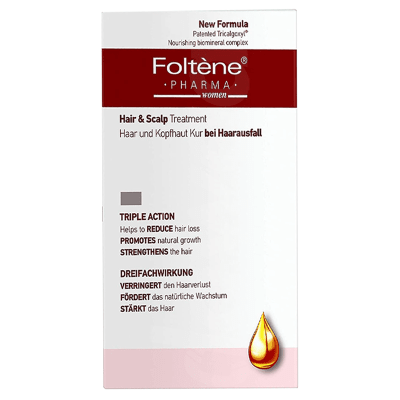 New Formula
Patented Tricalgoxyl®
Nourishing biomineral complex
Foltène®
• PHARMA •
women
Hair & Scalp Treatment
Haar und Kopfhaut Kur bei Haarausfall
TRIPLE ACTION
Helps to REDUCE hair loss
PROMOTES natural growth
STRENGTHENS the hair
DREIFACHWIRKUNG
VERRINGERT den Haarverlust
FÖRDERT das natürliche Wachstum
STÄRKT das Haar